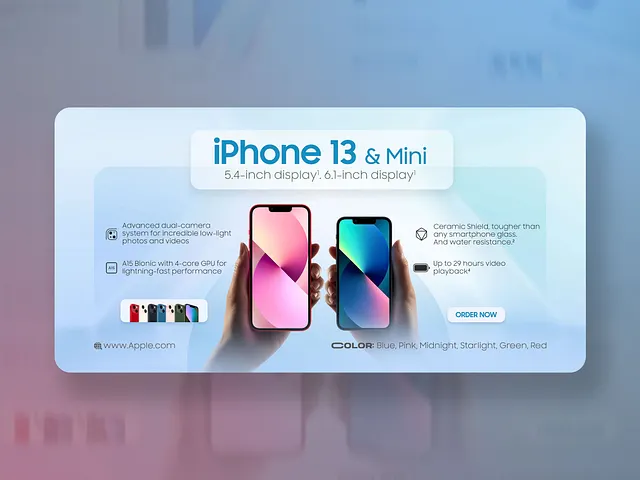 iPhone 13 & Mini
5.4-inch display¹. 6.1-inch display¹
Advanced dual-camera
system for incredible low-light
photos and videos
A15
A15 Bionic with 4-core GPU for
lightning-fast performance
Ceramic Shield, tougher than
any smartphone glass.
And water resistance.³
Up to 29 hours video
playback⁴
ORDER NOW
www.Apple.com
COLOR: Blue, Pink, Midnight, Starlight, Green, Red